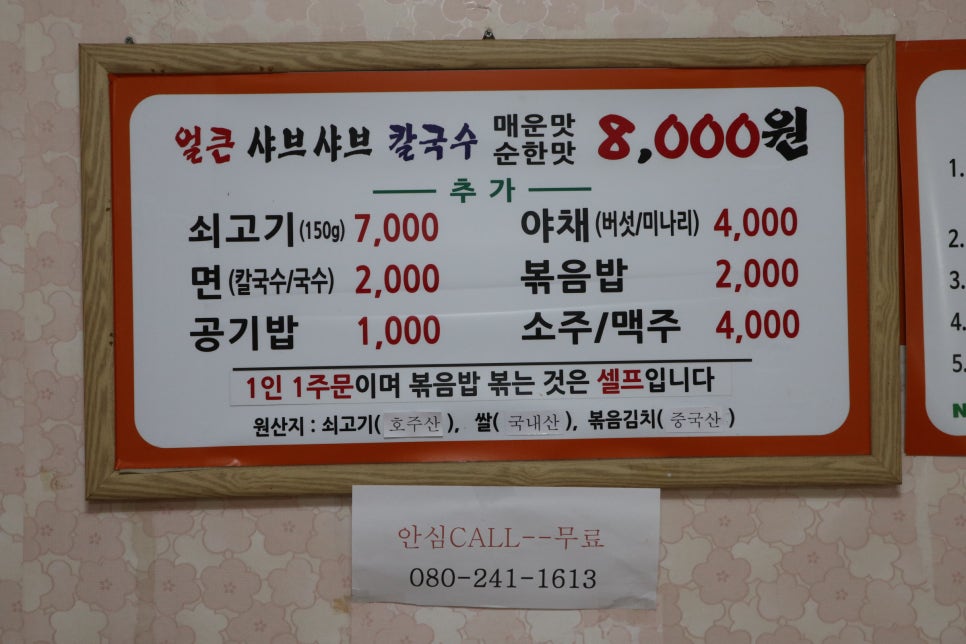 얼큰 샤브샤브 칼국수 매운맛 순한맛 8,000원
추가
쇠고기(150g) 7,000 야채(버섯/미나리) 4,000
면(칼국수/국수) 2,000 볶음밥 2,000
공기밥 1,000 소주/맥주 4,000
1인 1주문이며 볶음밥 볶는 것은 셀프입니다
원산지 : 쇠고기( 호주산 ), 쌀( 국내산 ), 볶음김치( 중국산 )
안심CALL--무료
080-241-1613
1.
2.
3.
4.
5.
N